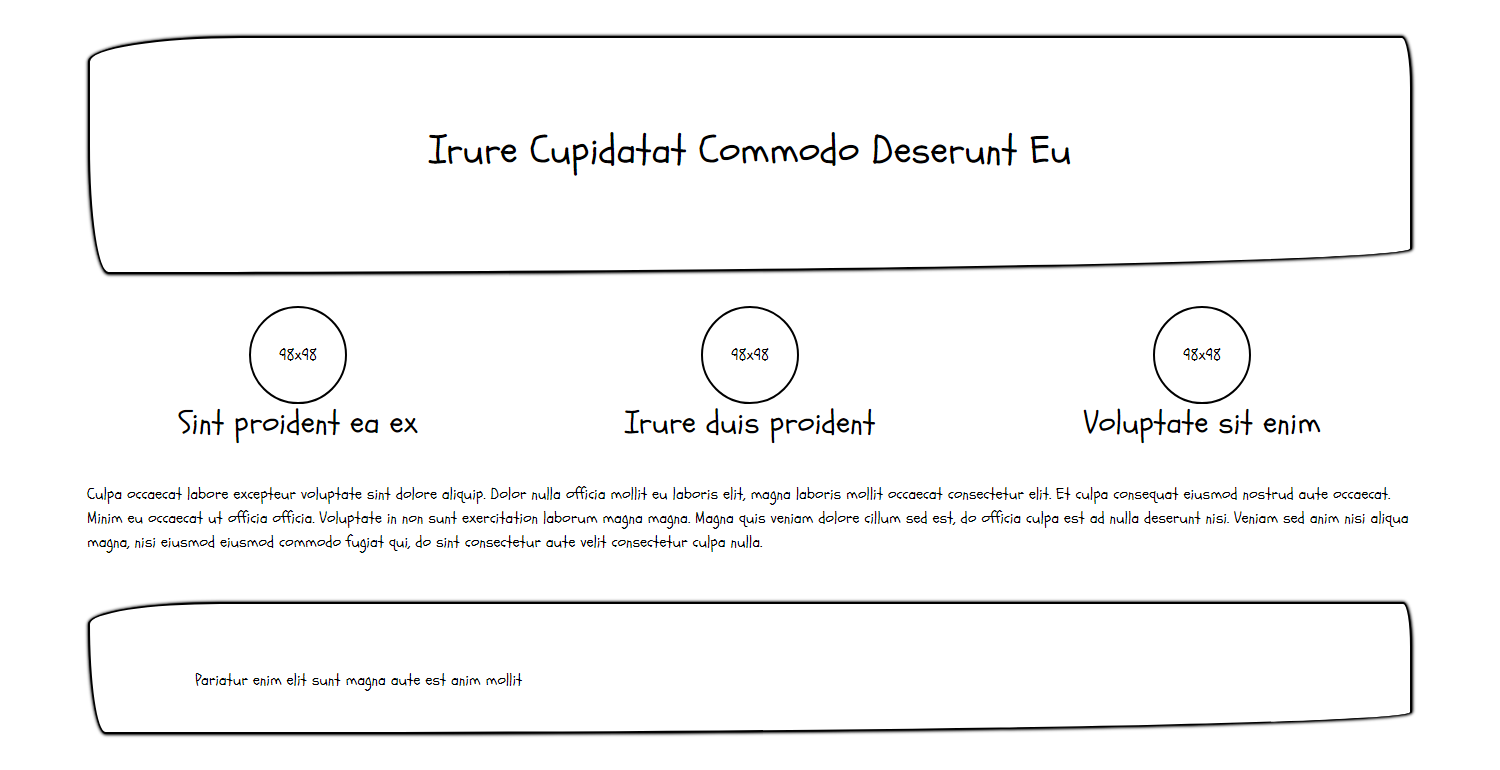 Irure Cupidatat Commodo Deserunt Eu
98x98
98x98
98x98
Sint proident ea ex
Irure duis proident
Voluptate sit enim
Culpa occaecat labore excepteur voluptate sint dolore aliquip. Dolor nulla officia mollit eu laboris elit, magna laboris mollit occaecat consectetur elit. Et culpa consequat eiusmod nostrud aute occaecat.
Minim eu occaecat ut officia officia. Voluptate in non sunt exercitation laborum magna magna. Magna quis veniam dolore cillum sed est, do officia culpa est ad nulla deserunt nisi. Veniam sed anim nisi aliqua
magna, nisi eiusmod eiusmod commodo fugiat qui, do sint consectetur aute velit consectetur culpa nulla.
Pariatur enim elit sunt magna aute est anim mollit